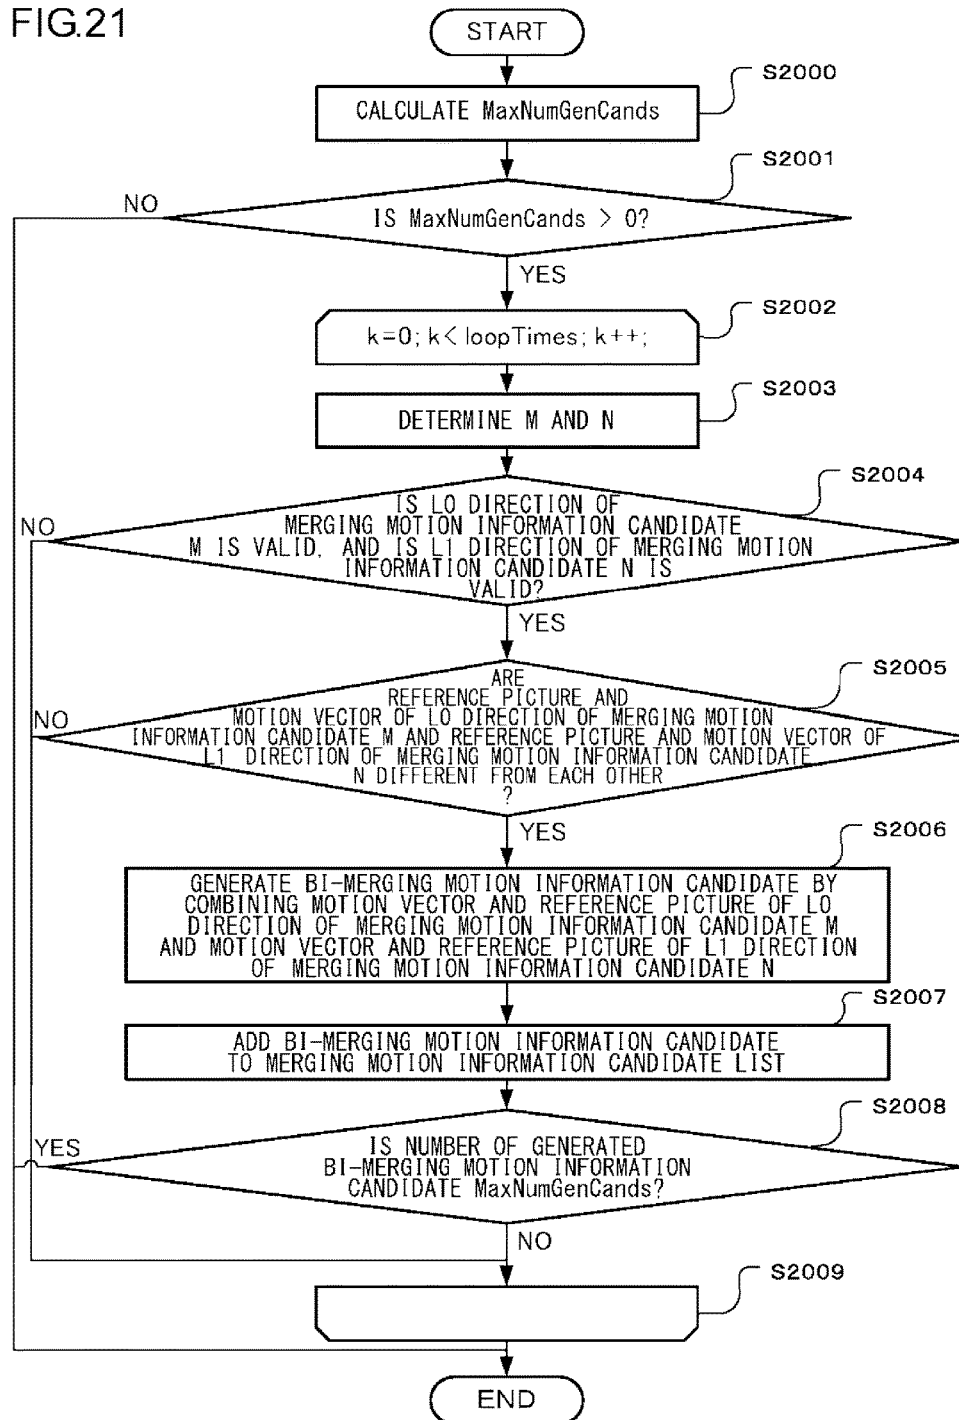 FIG.21
START
S2000
CALCULATE MaxNumGenCands
S2001
NO
IS MaxNumGenCands > 0?
YES
S2002
k=0; k< loopTimes; k++;
S2003
DETERMINE M AND N
S2004
NO
IS L0 DIRECTION OF
MERGING MOTION INFORMATION CANDIDATE
M IS VALID, AND IS L1 DIRECTION OF MERGING MOTION
INFORMATION CANDIDATE N IS
VALID?
YES
S2005
NO
ARE
REFERENCE PICTURE AND
MOTION VECTOR OF L0 DIRECTION OF MERGING MOTION
INFORMATION CANDIDATE M AND REFERENCE PICTURE AND MOTION VECTOR OF
L1 DIRECTION OF MERGING MOTION INFORMATION CANDIDATE
N DIFFERENT FROM EACH OTHER
?
YES
S2006
GENERATE BI-MERGING MOTION INFORMATION CANDIDATE BY
COMBINING MOTION VECTOR AND REFERENCE PICTURE OF L0
DIRECTION OF MERGING MOTION INFORMATION CANDIDATE M
AND MOTION VECTOR AND REFERENCE PICTURE OF L1 DIRECTION
OF MERGING MOTION INFORMATION CANDIDATE N
S2007
ADD BI-MERGING MOTION INFORMATION CANDIDATE
TO MERGING MOTION INFORMATION CANDIDATE LIST
S2008
YES
IS NUMBER OF GENERATED
BI-MERGING MOTION INFORMATION
CANDIDATE MaxNumGenCands?
NO
S2009
END